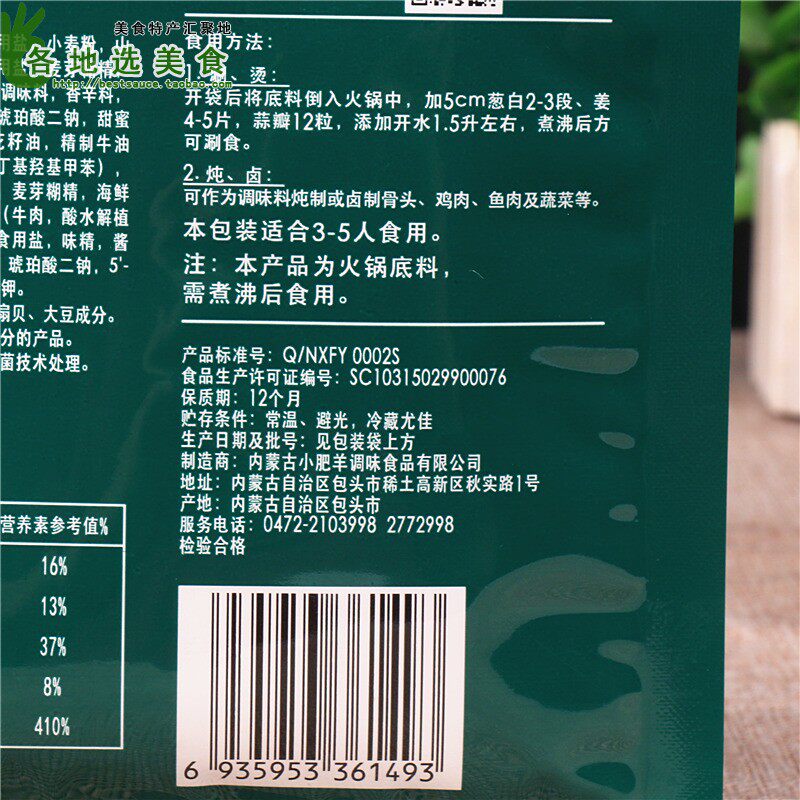 美食特产汇聚地
各地选美食
http://bestsauce.taobao.com
小麦粉，
调味料，香辛料，
琥珀酸二钠，甜蜜
花籽油，精制牛油
丁基羟基甲苯），
麦芽糊精，海鲜
（牛肉，酸水解植
食用盐，味精，酱
琥珀酸二钠，5'-
钾。
扇贝、大豆成分。
分的产品。
菌技术处理。
营养素参考值%
16%
13%
37%
8%
410%
食用方法：
1. 涮、烫：
开袋后将底料倒入火锅中，加5cm葱白2-3段、姜
4-5片，蒜瓣12粒，添加开水1.5升左右，煮沸后方
可涮食。
2. 炖、卤：
可作为调味料炖制或卤制骨头、鸡肉、鱼肉及蔬菜等。
本包装适合3-5人食用。
注：本产品为火锅底料，
需煮沸后食用。
产品标准号：Q/NXFY 0002S
食品生产许可证编号：SC10315029900076
保质期：12个月
贮存条件：常温、避光，冷藏尤佳
生产日期及批号：见包装袋上方
制造商：内蒙古小肥羊调味食品有限公司
地址：内蒙古自治区包头市稀土高新区秋实路1号
产地：内蒙古自治区包头市
服务电话：0472-2103998 2772998
检验合格
6 935953 361493